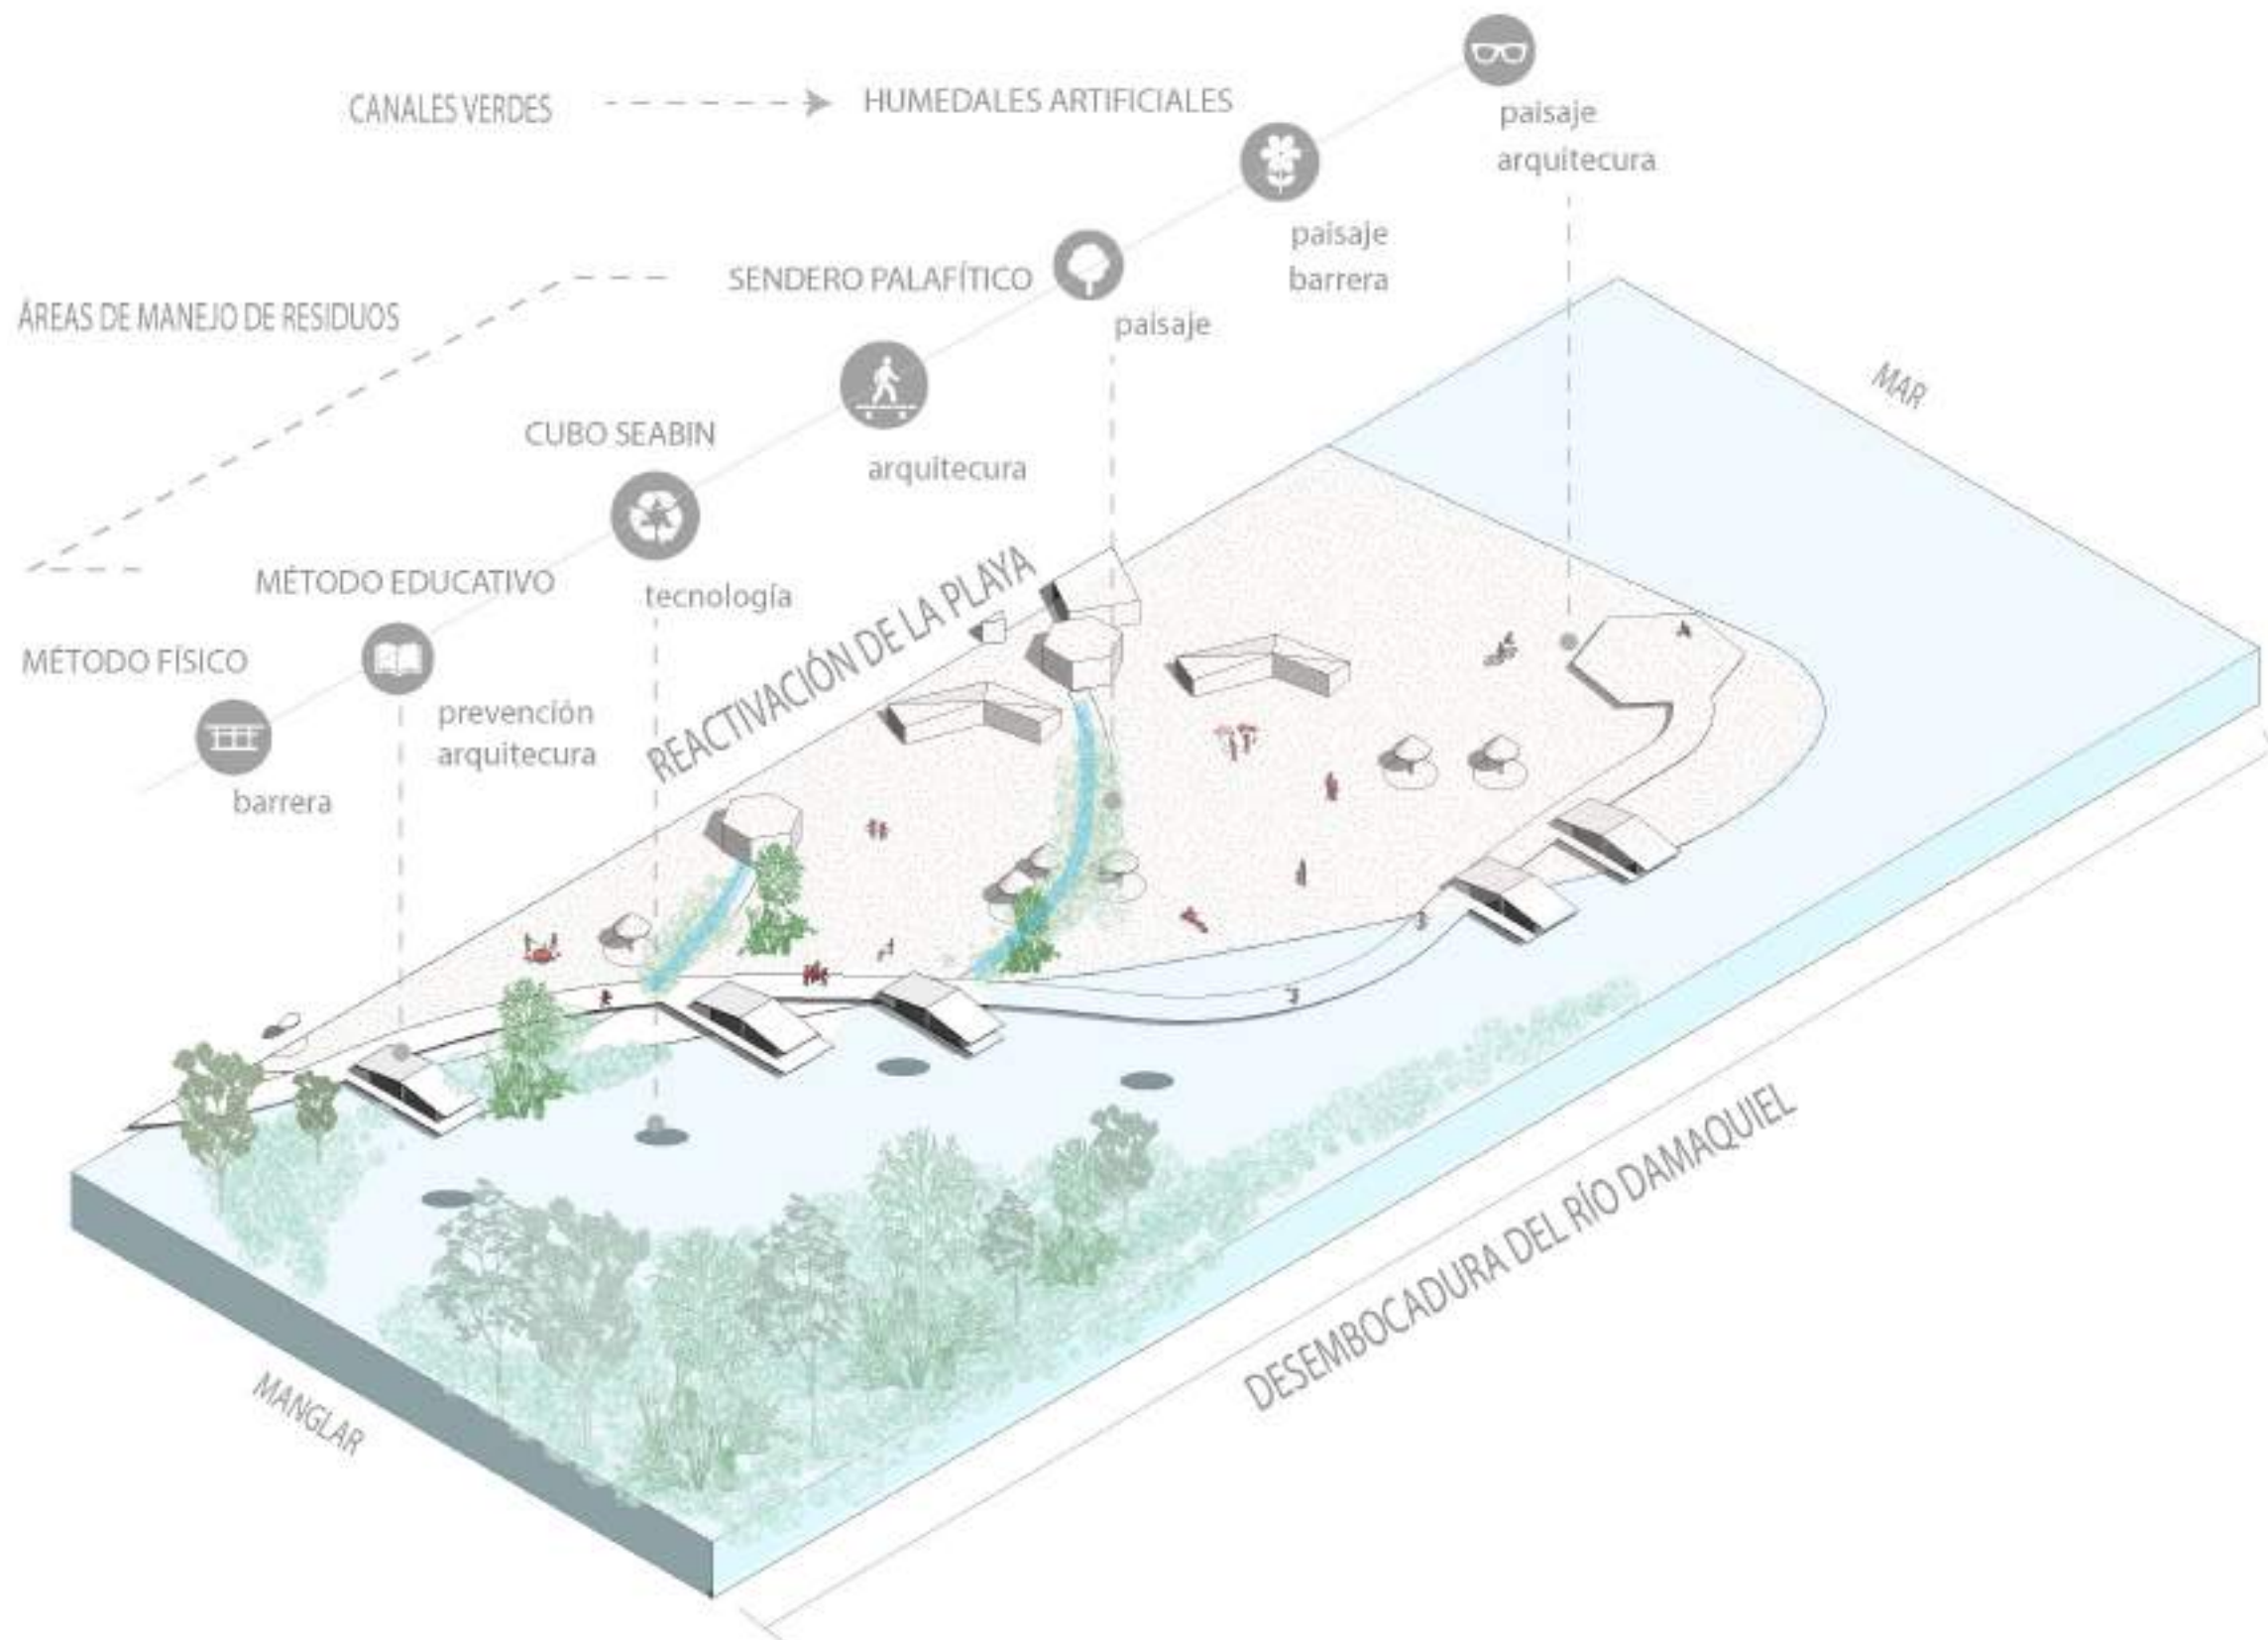 CANALES VERDES
HUMEDALES ARTIFICIALES
paisaje
arquitecura
paisaje
barrera
SENDERO PALAFÍTICO
paisaje
ÁREAS DE MANEJO DE RESIDUOS
MAR
CUBO SEABIN
arquitecura
MÉTODO EDUCATIVO
tecnología
MÉTODO FÍSICO
prevención
arquitecura
barrera
REACTIVACIÓN DE LA PLAYA
DESEMBOCADURA DEL RÍO DAMAQUIEL
MANGLAR